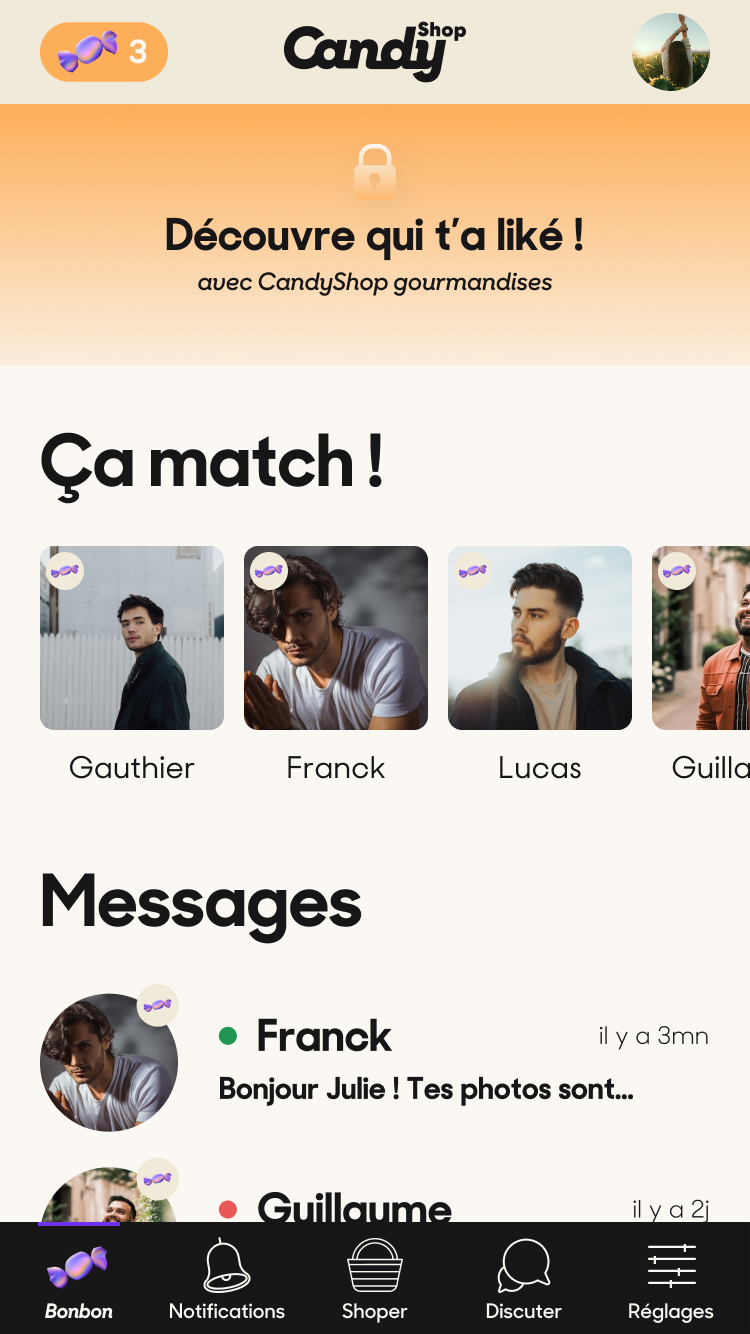 3
Candy Shop
Découvre qui t'a liké !
avec CandyShop gourmandises
Ça match !
Gauthier
Franck
Lucas
Guilla
Messages
Franck
il y a 3mn
Bonjour Julie ! Tes photos sont...
Guillaume
il y a 2j
Bonbon
Notifications
Shoper
Discuter
Réglages